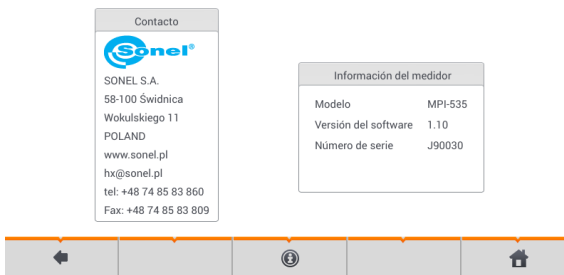 Contacto
Sonel®
SONEL S.A.
58-100 Świdnica
Wokulskiego 11
POLAND
www.sonel.pl
hx@sonel.pl
tel: +48 74 85 83 860
Fax: +48 74 85 83 809
Información del medidor
Modelo MPI-535
Versión del software 1.10
Número de serie J90030